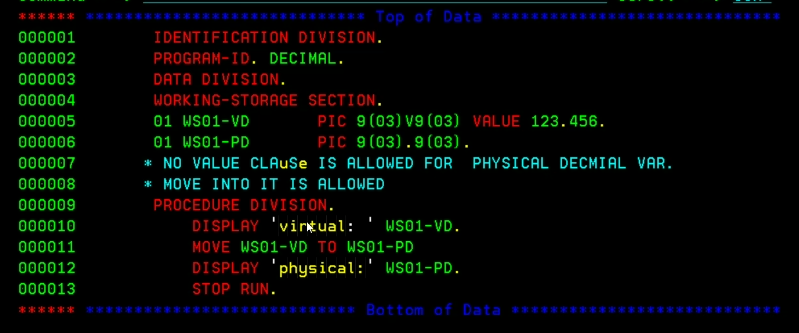 ****** **************************** Top of Data ******************************
000001 IDENTIFICATION DIVISION.
000002 PROGRAM-ID. DECIMAL.
000003 DATA DIVISION.
000004 WORKING-STORAGE SECTION.
000005 01 WS01-VD PIC 9(03)V9(03) VALUE 123.456.
000006 01 WS01-PD PIC 9(03).9(03).
000007 * NO VALUE CLAuSe IS ALLOWED FOR PHYSICAL DECMIAL VAR.
000008 * MOVE INTO IT IS ALLOWED
000009 PROCEDURE DIVISION.
000010 DISPLAY 'virtual: ' WS01-VD.
000011 MOVE WS01-VD TO WS01-PD
000012 DISPLAY 'physical:' WS01-PD.
000013 STOP RUN.
****** **************************** Bottom of Data ****************************